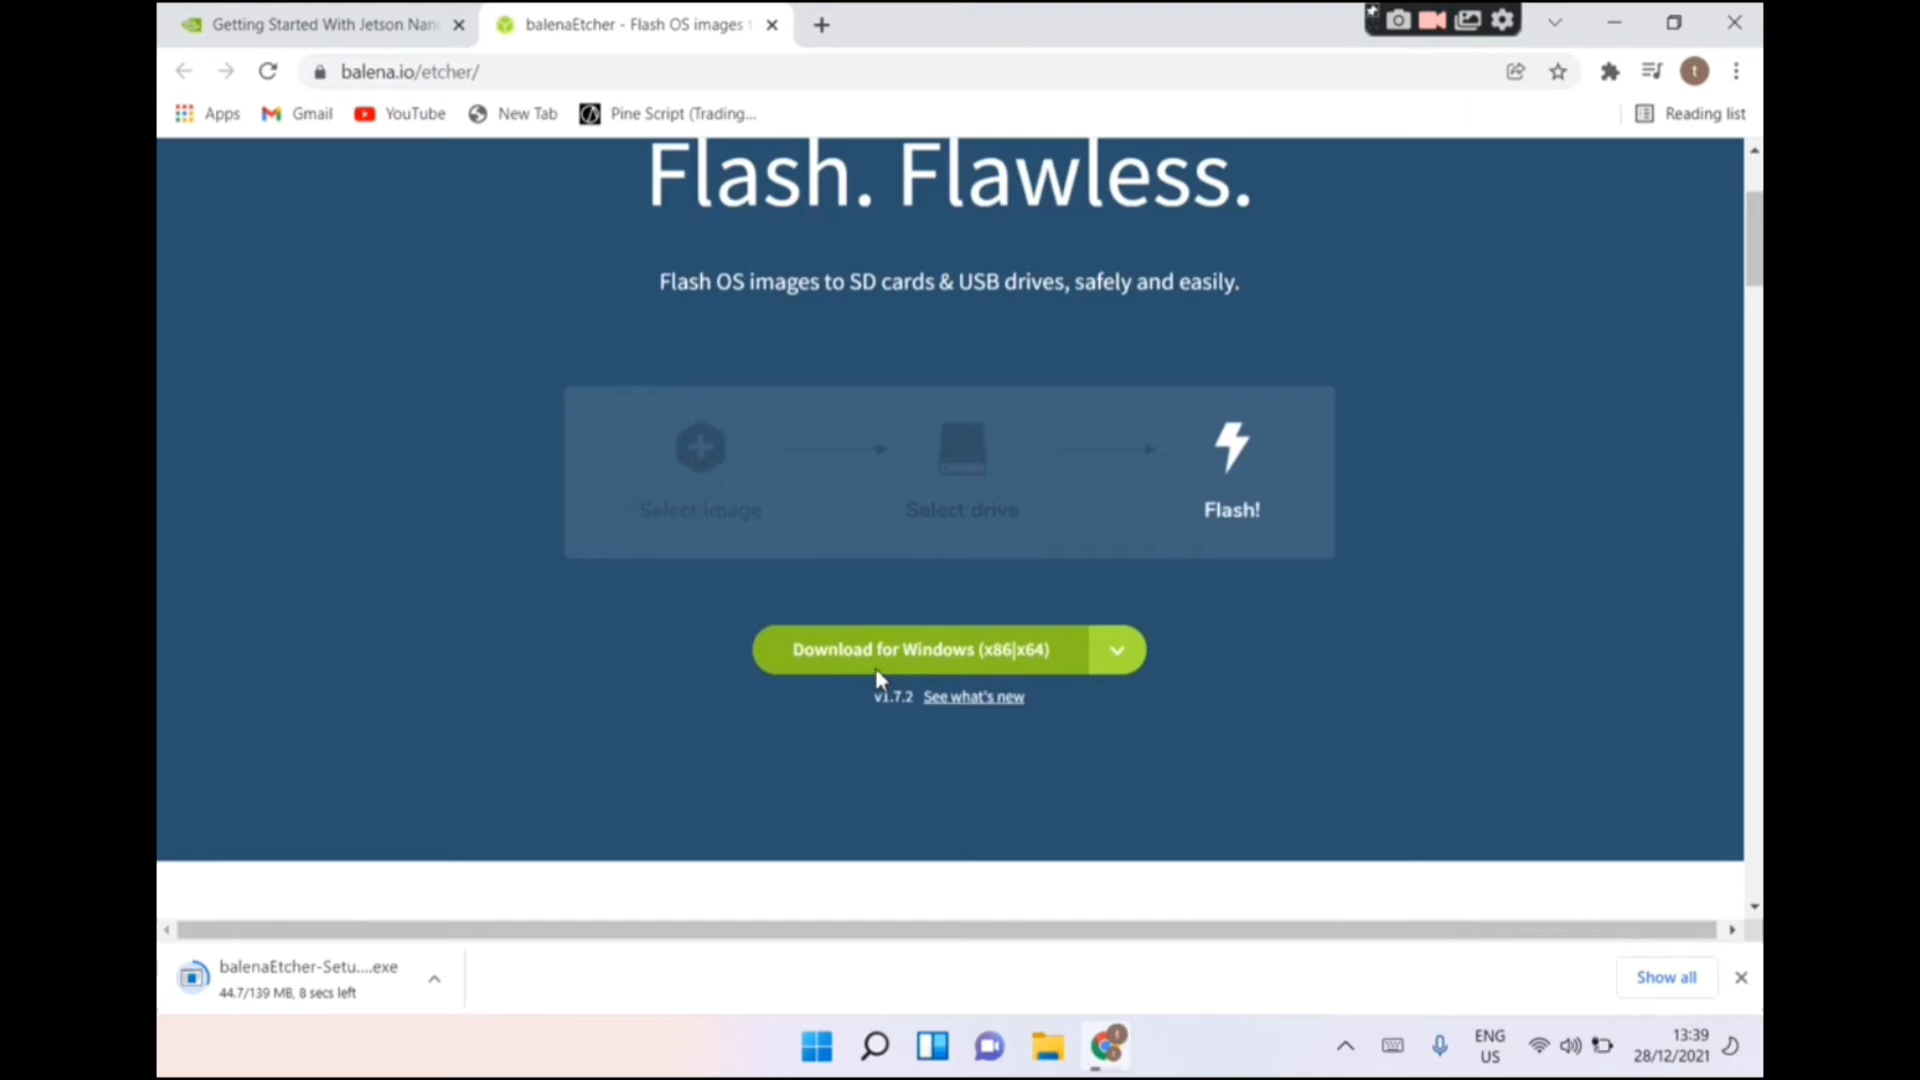 Getting Started With Jetson Nan
balenaEtcher - Flash OS images t
balena.io/etcher/
t
Apps
Gmail
YouTube
New Tab
Pine Script (Trading...
Reading list
Flash. Flawless.
Flash OS images to SD cards & USB drives, safely and easily.
Select image
Select drive
Flash!
Download for Windows (x86|x64)
v1.7.2 See what's new
balenaEtcher-Setu....exe
44.7/139 MB, 8 secs left
Show all
ENG
US
13:39
28/12/2021